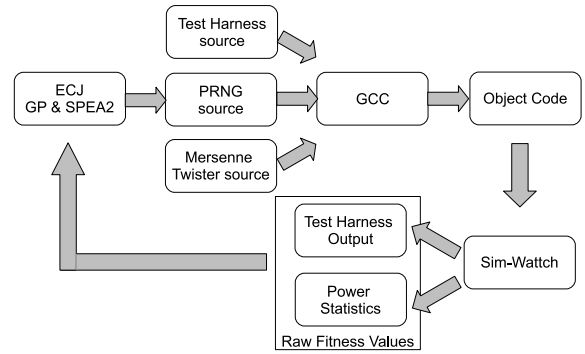 Test Harness
source
ECJ
GP & SPEA2
PRNG
source
GCC
Object Code
Mersenne
Twister source
Test Harness
Output
Sim-Wattch
Power
Statistics
Raw Fitness Values